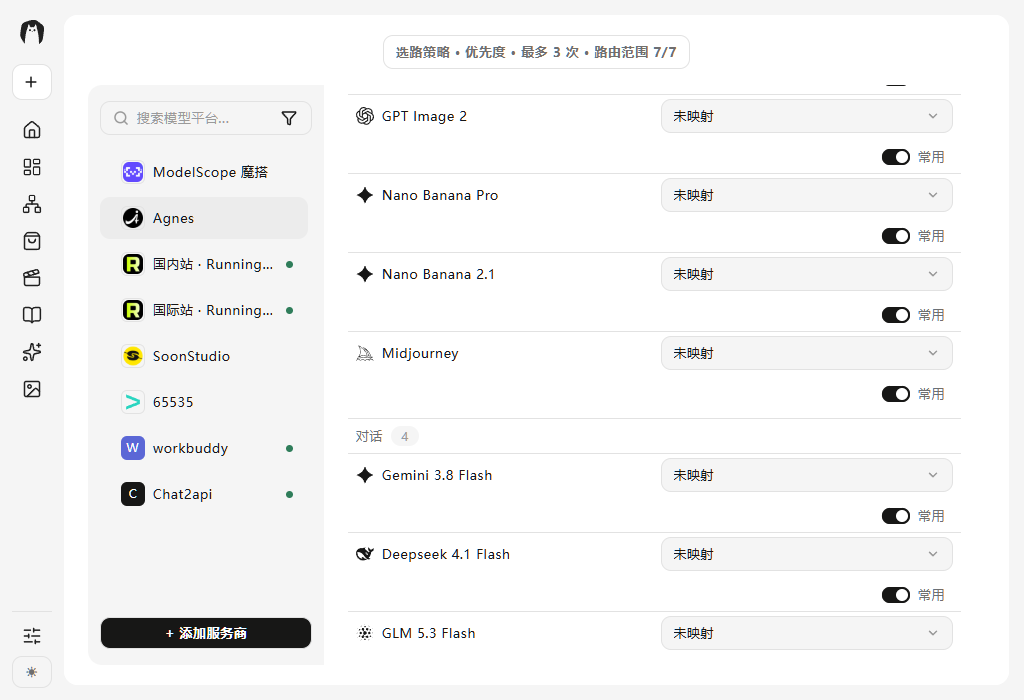 选路策略 • 优先度 • 最多 3 次 • 路由范围 7/7
搜索模型平台...
ModelScope 魔搭
Agnes
国内站 · Running...
国际站 · Running...
SoonStudio
65535
W workbuddy
C Chat2api
+ 添加服务商
GPT Image 2 未映射
常用
Nano Banana Pro 未映射
常用
Nano Banana 2.1 未映射
常用
Midjourney 未映射
常用
对话 4
Gemini 3.8 Flash 未映射
常用
Deepseek 4.1 Flash 未映射
常用
GLM 5.3 Flash 未映射